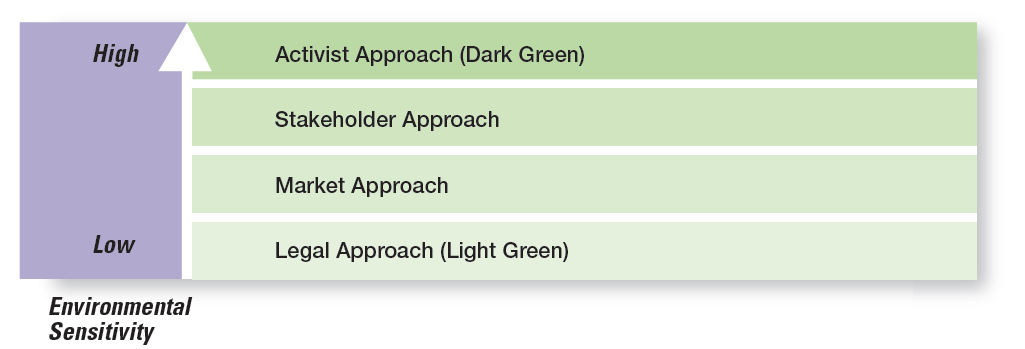 High
Activist Approach (Dark Green)
Stakeholder Approach
Market Approach
Low
Legal Approach (Light Green)
Environmental
Sensitivity